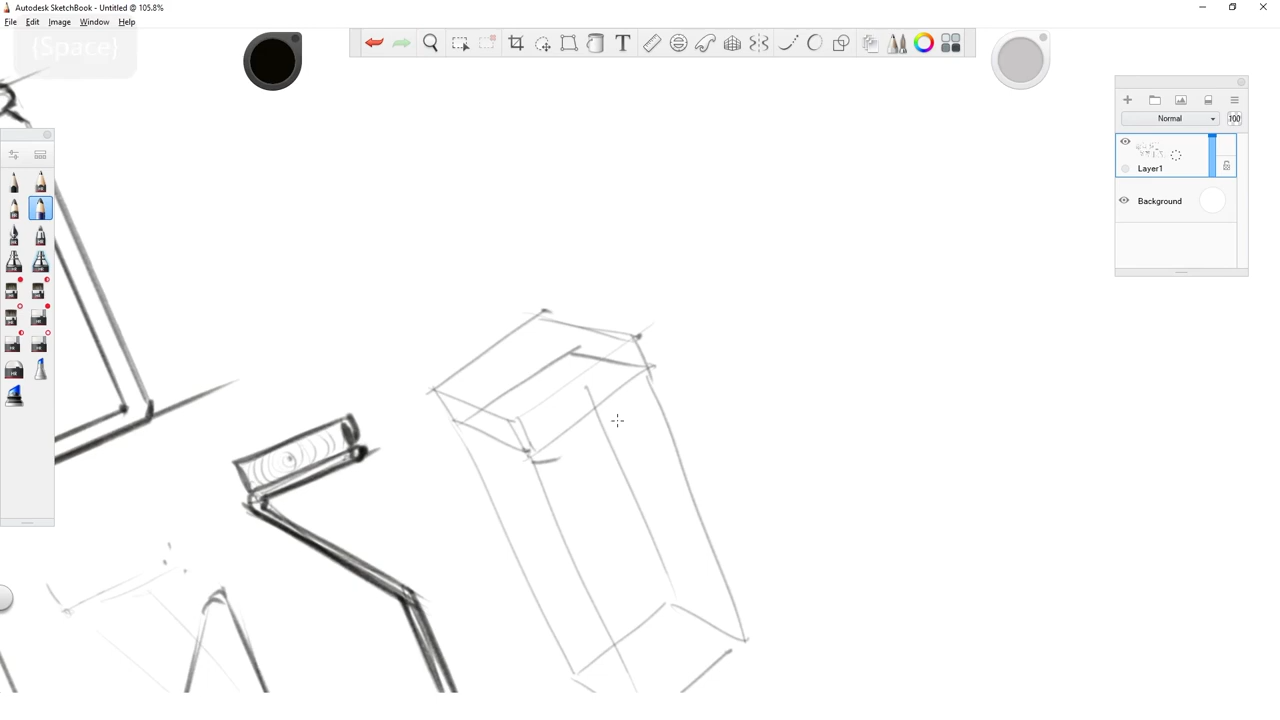 Autodesk SketchBook - Untitled @ 105.8%
File Edit Image Window Help
(Space)
Normal
100
Layer1
Background